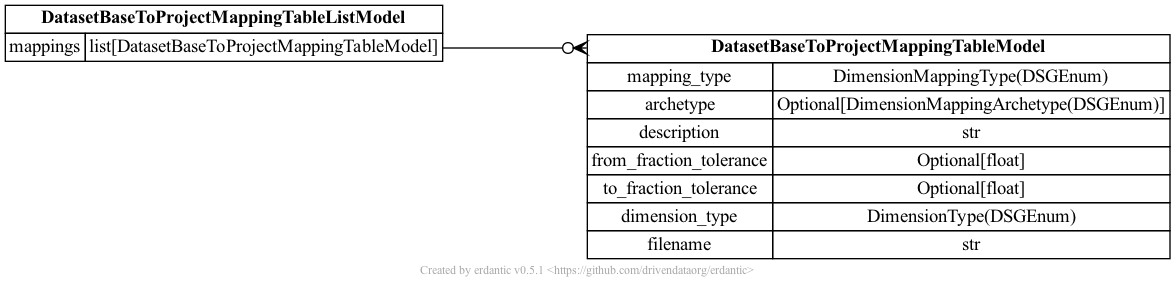 DatasetBaseToProjectMappingTableListModel
mappings list[DatasetBaseToProjectMappingTableModel]
DatasetBaseToProjectMappingTableModel
mapping_type DimensionMappingType(DSGEnum)
archetype Optional[DimensionMappingArchetype(DSGEnum)]
description str
from_fraction_tolerance Optional[float]
to_fraction_tolerance Optional[float]
dimension_type DimensionType(DSGEnum)
filename str
Created by erdantic v0.5.1 <https://github.com/drivendataorg/erdantic>